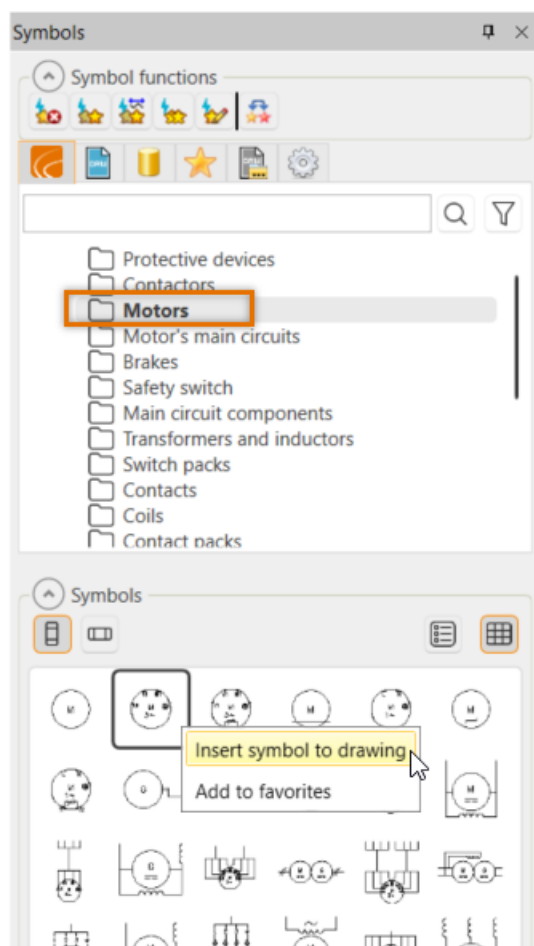 Symbols
Symbol functions
Protective devices
Contactors
Motors
Motor's main circuits
Brakes
Safety switch
Main circuit components
Transformers and inductors
Switch packs
Contacts
Coils
Contact packs
Symbols
Insert symbol to drawing
Add to favorites